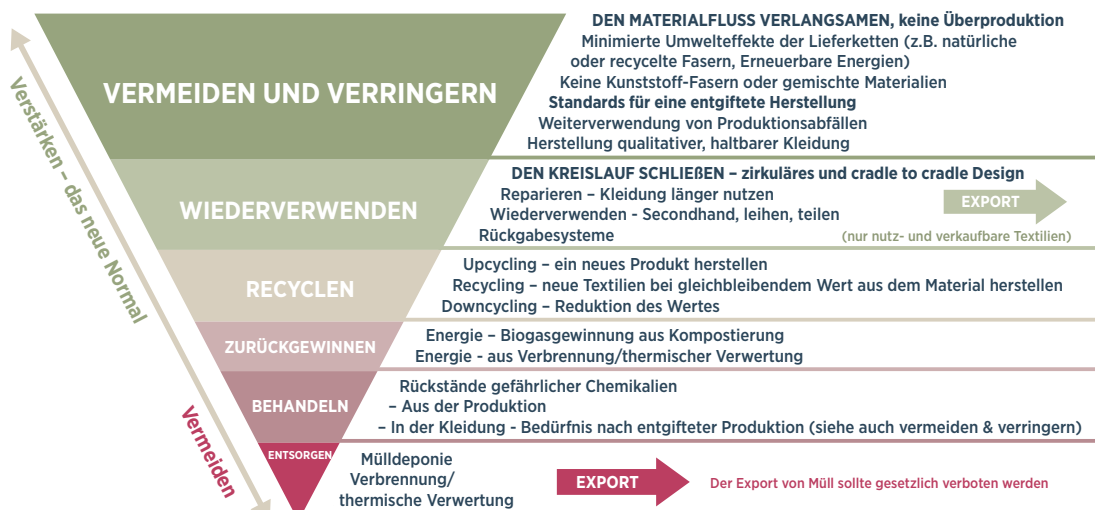 Verstärken – das neue Normal
Vermeiden
VERMEIDEN UND VERRINGERN
DEN MATERIALFLUSS VERLANGSAMEN, keine Überproduktion
Minimierte Umwelteffekte der Lieferketten (z.B. natürliche
oder recycelte Fasern, Erneuerbare Energien)
Keine Kunststoff-Fasern oder gemischte Materialien
Standards für eine entgiftete Herstellung
Weiterverwendung von Produktionsabfällen
Herstellung qualitativer, haltbarer Kleidung
WIEDERVERWENDEN
DEN KREISLAUF SCHLIEßEN – zirkuläres und cradle to cradle Design
Reparieren – Kleidung länger nutzen
Wiederverwenden - Secondhand, leihen, teilen
Rückgabesysteme
EXPORT
(nur nutz- und verkaufbare Textilien)
RECYCLEN
Upcycling – ein neues Produkt herstellen
Recycling – neue Textilien bei gleichbleibendem Wert aus dem Material herstellen
Downcycling – Reduktion des Wertes
ZURÜCKGEWINNEN
Energie – Biogasgewinnung aus Kompostierung
Energie - aus Verbrennung/thermischer Verwertung
BEHANDELN
Rückstände gefährlicher Chemikalien
– Aus der Produktion
– In der Kleidung - Bedürfnis nach entgifteter Produktion (siehe auch vermeiden & verringern)
ENTSORGEN
Mülldeponie
Verbrennung/
thermische Verwertung
EXPORT
Der Export von Müll sollte gesetzlich verboten werden